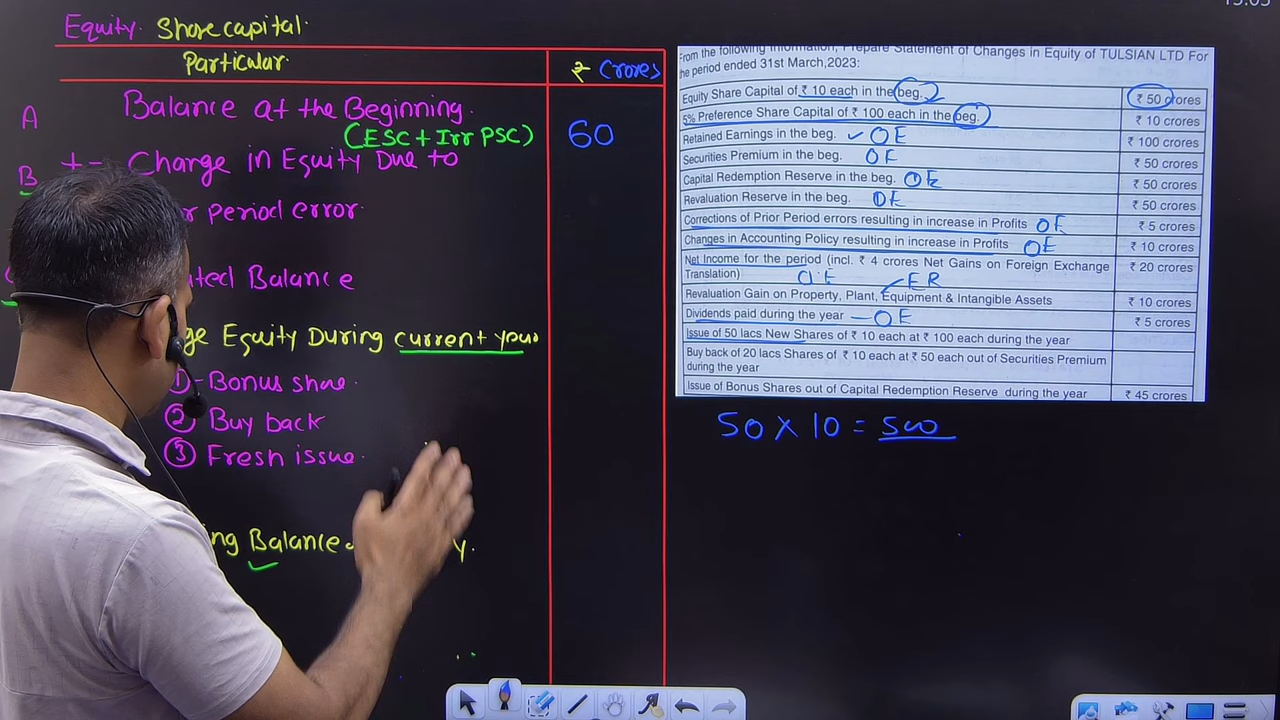 Equity Share capital
Particular ₹ Crores
A Balance at the Beginning
(ESC + Irr PSC) 60
B + - Change in Equity Due to
r period error
ated Balance
ge Equity During current year
① - Bonus share
② Buy back
③ Fresh issue
ng Balance
y.
From the following information, Prepare Statement of Changes in Equity of TULSIAN LTD For
he period ended 31st March,2023:
Equity Share Capital of ₹ 10 each in the beg. ₹ 50 crores
5% Preference Share Capital of ₹ 100 each in the beg. ₹ 10 crores
Retained Earnings in the beg. ✓ OE ₹ 100 crores
Securities Premium in the beg. OE ₹ 50 crores
Capital Redemption Reserve in the beg. OE ₹ 50 crores
Revaluation Reserve in the beg. OE ₹ 50 crores
Corrections of Prior Period errors resulting in increase in Profits OE ₹ 5 crores
Changes in Accounting Policy resulting in increase in Profits OE ₹ 10 crores
Net Income for the period (incl. ₹ 4 crores Net Gains on Foreign Exchange ₹ 20 crores
Translation) OE ER
Revaluation Gain on Property, Plant, Equipment & Intangible Assets ₹ 10 crores
Dividends paid during the year — OE ₹ 5 crores
Issue of 50 lacs New Shares of ₹ 10 each at ₹ 100 each during the year
Buy back of 20 lacs Shares of ₹ 10 each at ₹ 50 each out of Securities Premium
during the year
Issue of Bonus Shares out of Capital Redemption Reserve during the year ₹ 45 crores
50 x 10 = 500